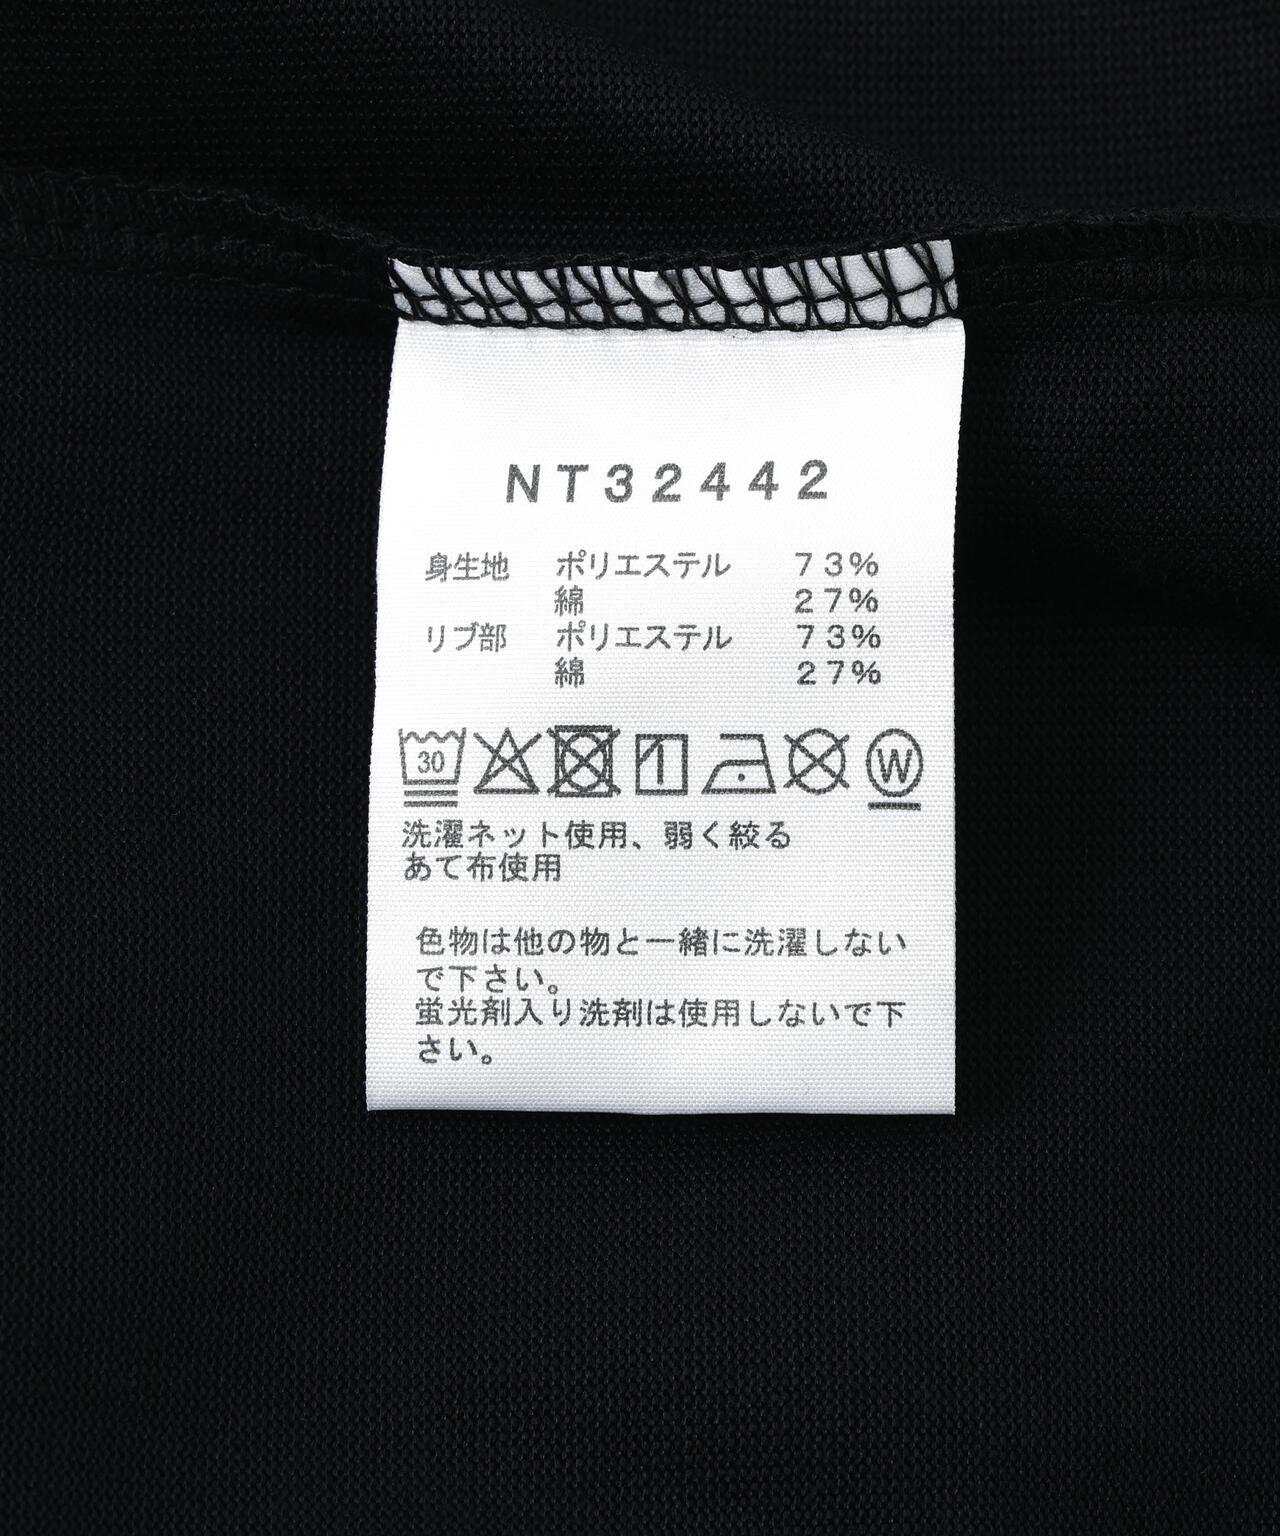 NT32442
身生地 ポリエステル 73%
綿 27%
リブ部 ポリエステル 73%
綿 27%
30 W
洗濯ネット使用、弱く絞る
あて布使用
色物は他の物と一緒に洗濯しない
で下さい。
蛍光剤入り洗剤は使用しないで下
さい。